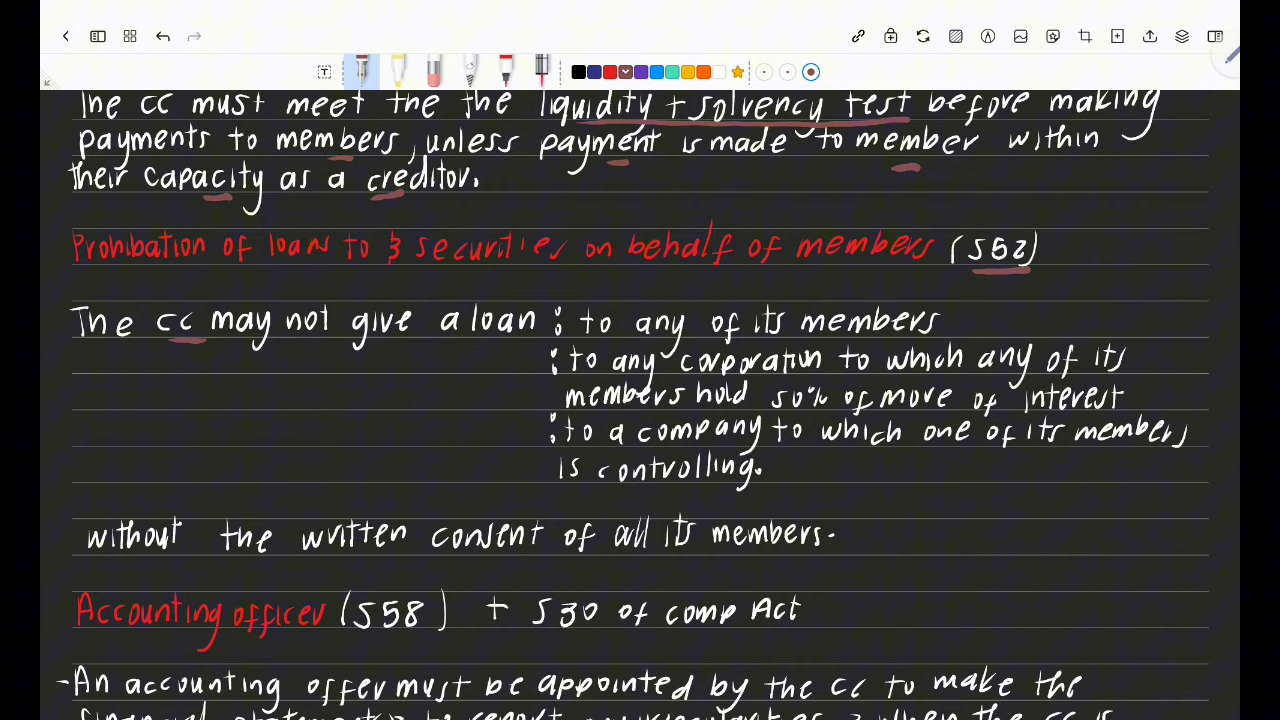 The CC must meet the the liquidity + solvency test before making
payments to members, unless payment is made to member within
their capacity as a creditor.
Prohibation of loans to & securities on behalf of members (S52)
The CC may not give a loan : to any of its members
: to any corporation to which any of its
members hold 50% of more of interest
: to a company to which one of its members
is controlling.
without the written consent of all its members.
Accounting officer (S58) + S30 of comp Act
- An accounting offer must be appointed by the CC to make the